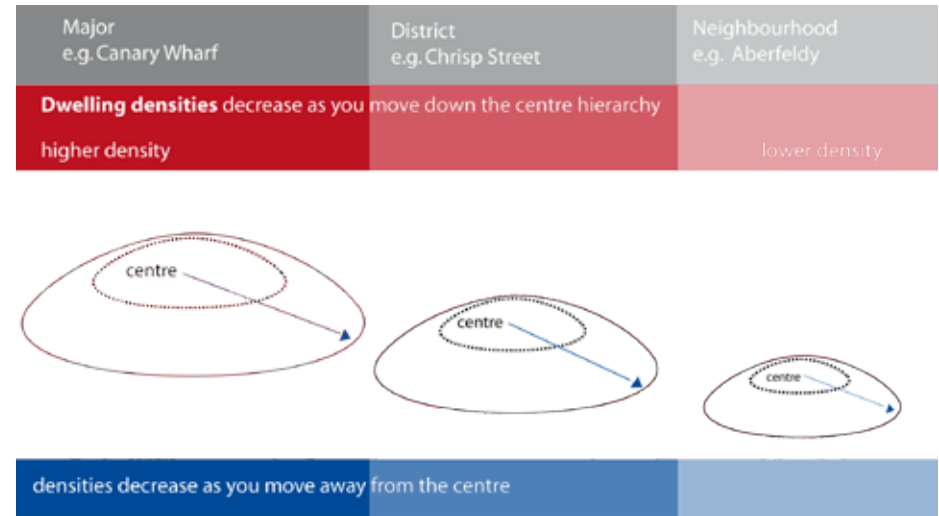 Major
e.g. Canary Wharf
District
e.g. Chrisp Street
Neighbourhood
e.g. Aberfeldy
Dwelling densities decrease as you move down the centre hierarchy
higher density
lower density
centre
centre
centre
densities decrease as you move away from the centre